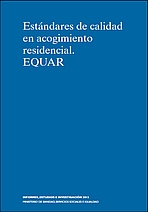 Estándares de calidad
en acogimiento
residencial.
EQUAR
INFORMES, ESTUDIOS E INVESTIGACIÓN 2012
MINISTERIO DE SANIDAD, SERVICIOS SOCIALES E IGUALDAD